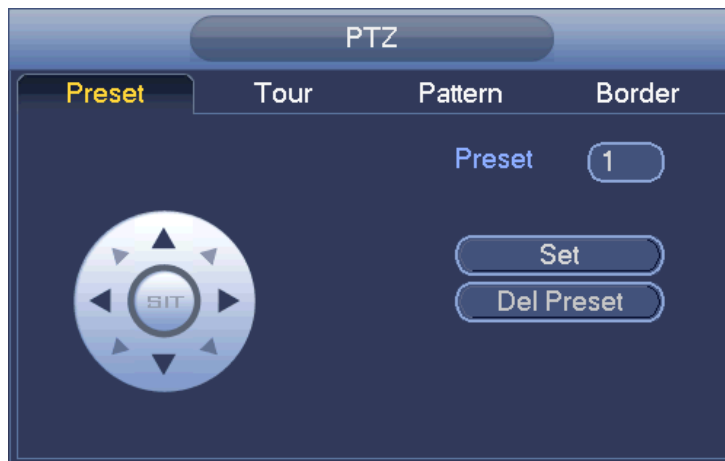 PTZ
Preset Tour Pattern Border
Preset 1
Set
SIT
Del Preset